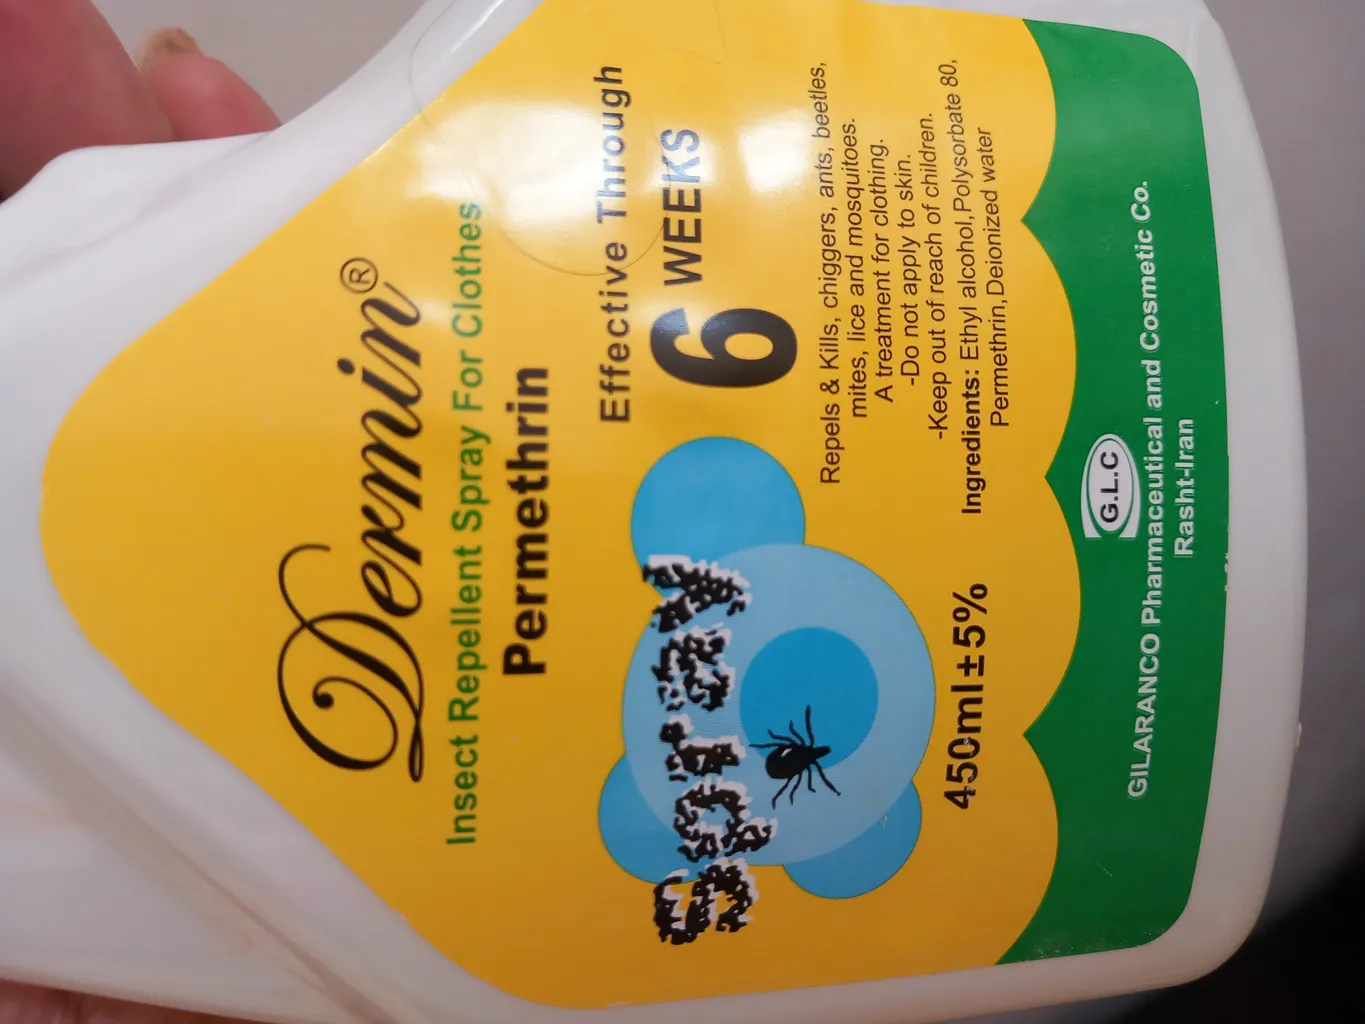 Dermin®
Insect Repellent Spray For Clothes
Permethrin
Effective Through
6 WEEKS
Repels & Kills, chiggers, ants, beetles,
mites, lice and mosquitoes.
A treatment for clothing.
-Do not apply to skin.
-Keep out of reach of children.
Ingredients: Ethyl alcohol, Polysorbate 80,
Permethrin, Deionized water
450ml±5%
G.L.C
GILARANCO Pharmaceutical and Cosmetic Co.
Rasht-Iran